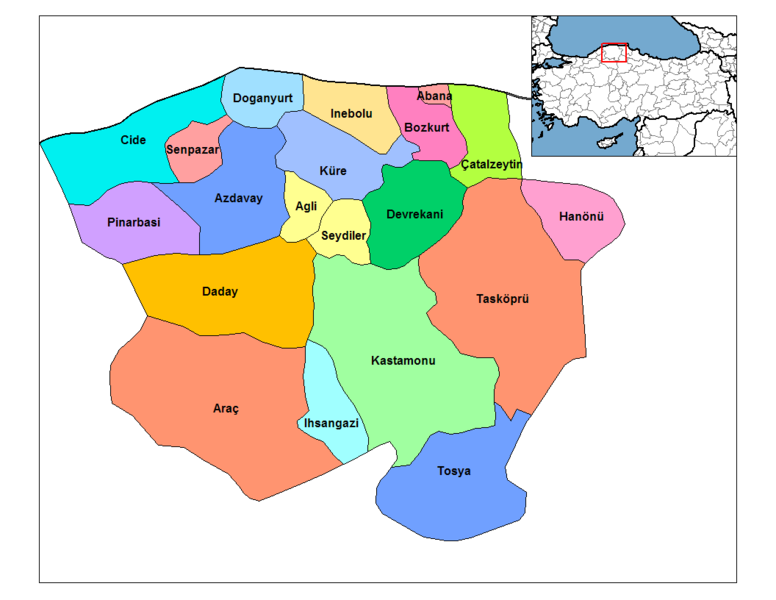 Doganyurt
Abana
Inebolu
Bozkurt
Cide
Senpazar
Çatalzeytin
Küre
Azdavay
Agli
Devrekani
Hanönü
Pinarbasi
Seydiler
Daday
Tasköprü
Kastamonu
Araç
Ihsangazi
Tosya